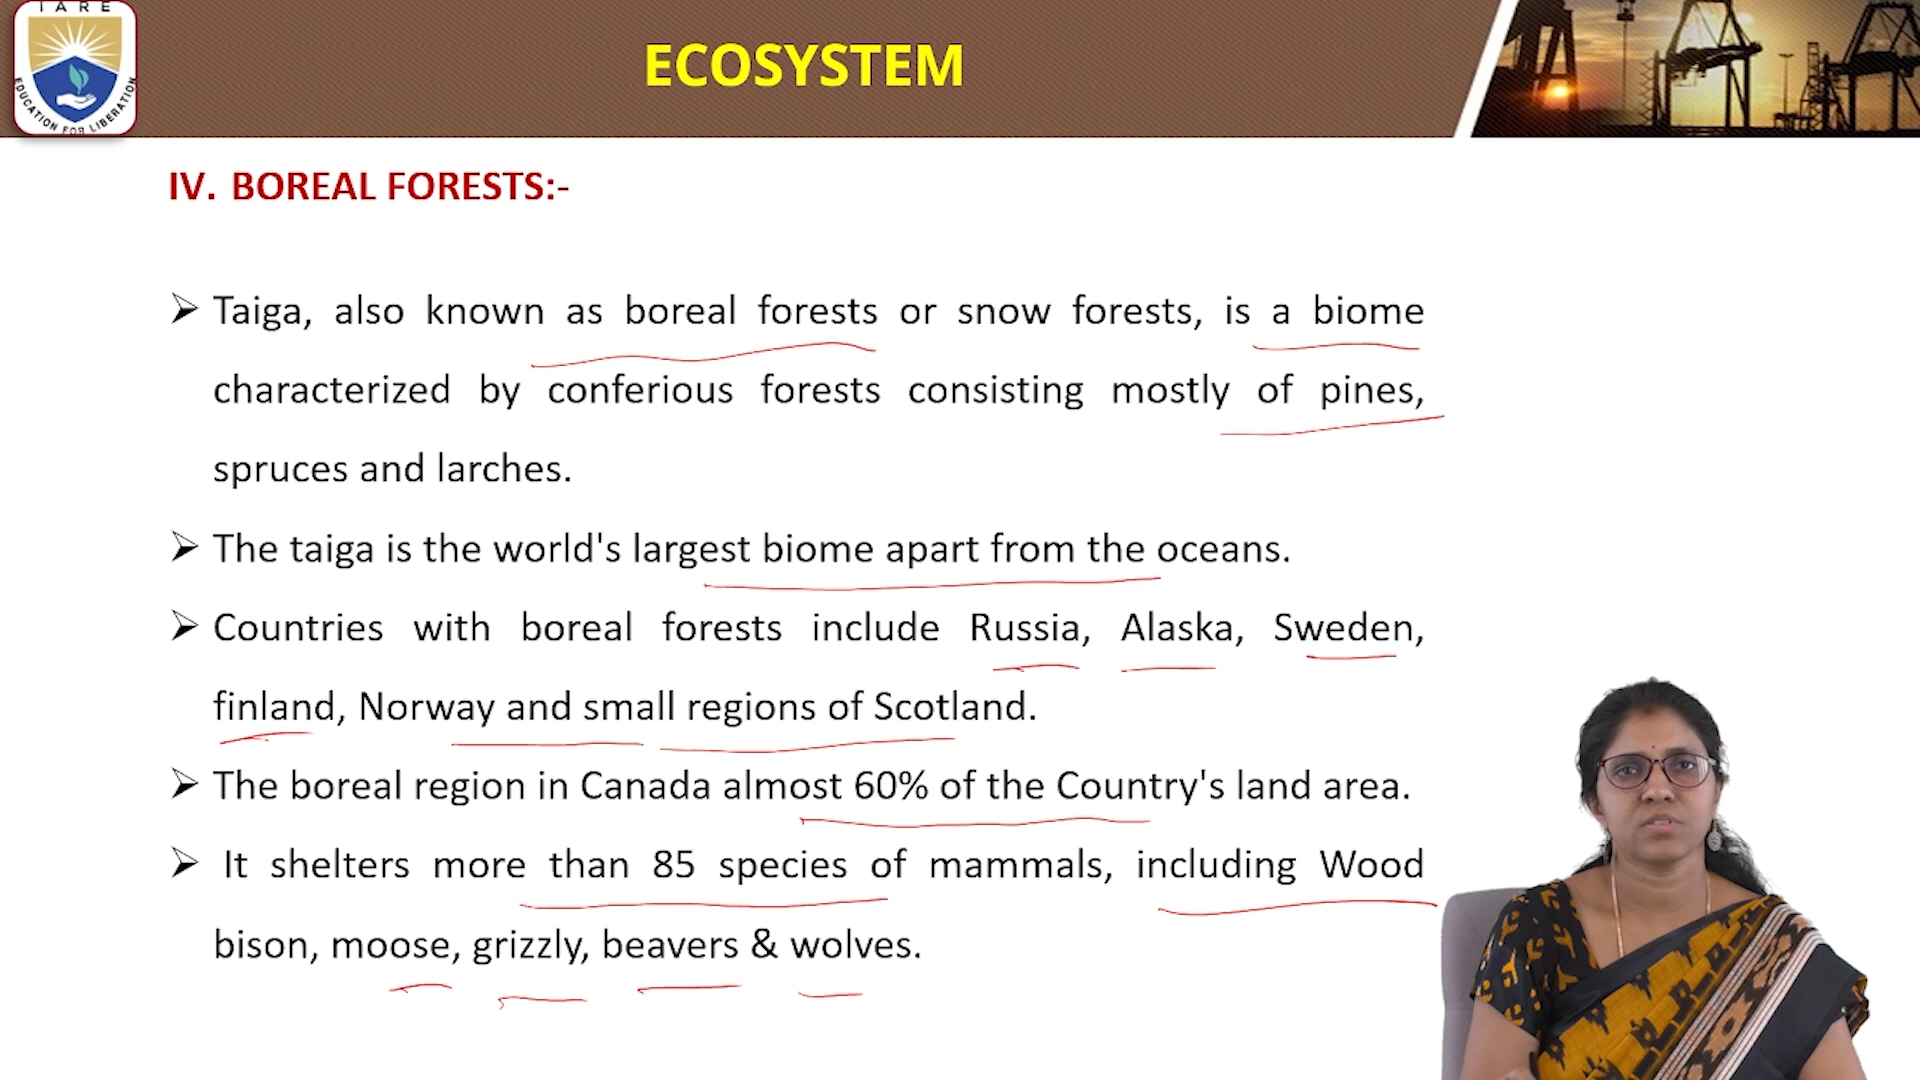 IARE
EDUCATION FOR LIBERATION
ECOSYSTEM
IV. BOREAL FORESTS:-
➢ Taiga, also known as boreal forests or snow forests, is a biome
characterized by conferious forests consisting mostly of pines,
spruces and larches.
➢ The taiga is the world's largest biome apart from the oceans.
➢ Countries with boreal forests include Russia, Alaska, Sweden,
finland, Norway and small regions of Scotland.
➢ The boreal region in Canada almost 60% of the Country's land area.
➢ It shelters more than 85 species of mammals, including Wood
bison, moose, grizzly, beavers & wolves.